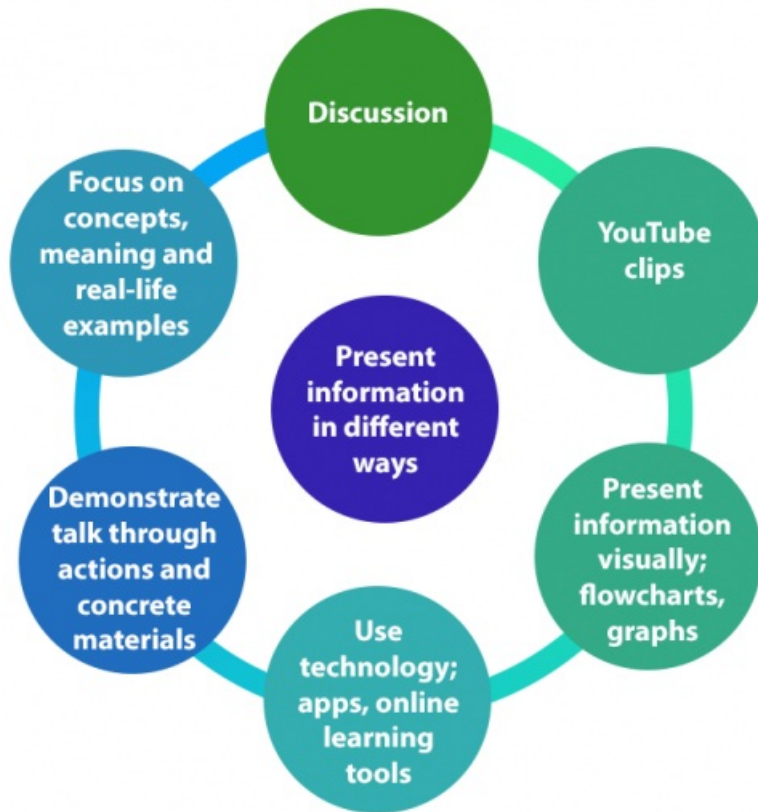 Discussion
YouTube
clips
Present
information
visually;
flowcharts,
graphs
Use
technology;
apps, online
learning
tools
Demonstrate
talk through
actions and
concrete
materials
Focus on
concepts,
meaning and
real-life
examples
Present
information
in different
ways